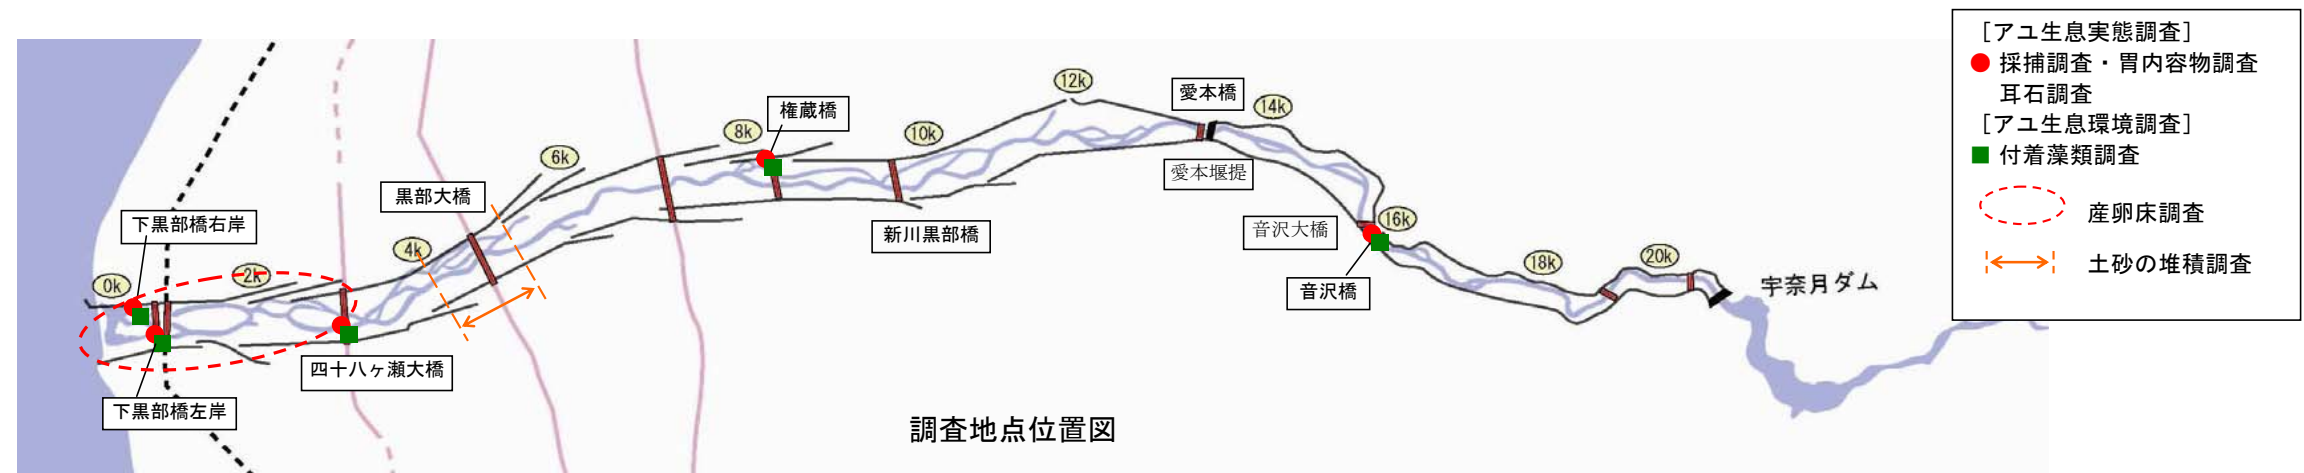 ［アユ生息実態調査］
採捕調査・胃内容物調査
耳石調査
［アユ生息環境調査］
付着藻類調査
産卵床調査
土砂の堆積調査
0k
2k
4k
6k
8k
10k
12k
14k
16k
18k
20k
下黒部橋右岸
下黒部橋左岸
四十八ヶ瀬大橋
黒部大橋
権蔵橋
新川黒部橋
愛本橋
愛本堰提
音沢大橋
音沢橋
宇奈月ダム
調査地点位置図